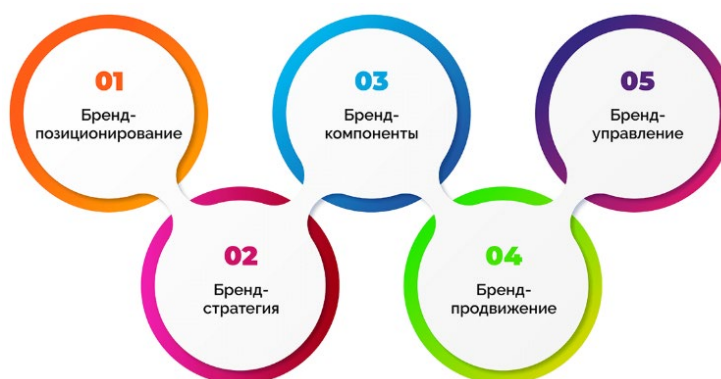 01
Бренд-
позиционирование
02
Бренд-
стратегия
03
Бренд-
компоненты
04
Бренд-
продвижение
05
Бренд-
управление